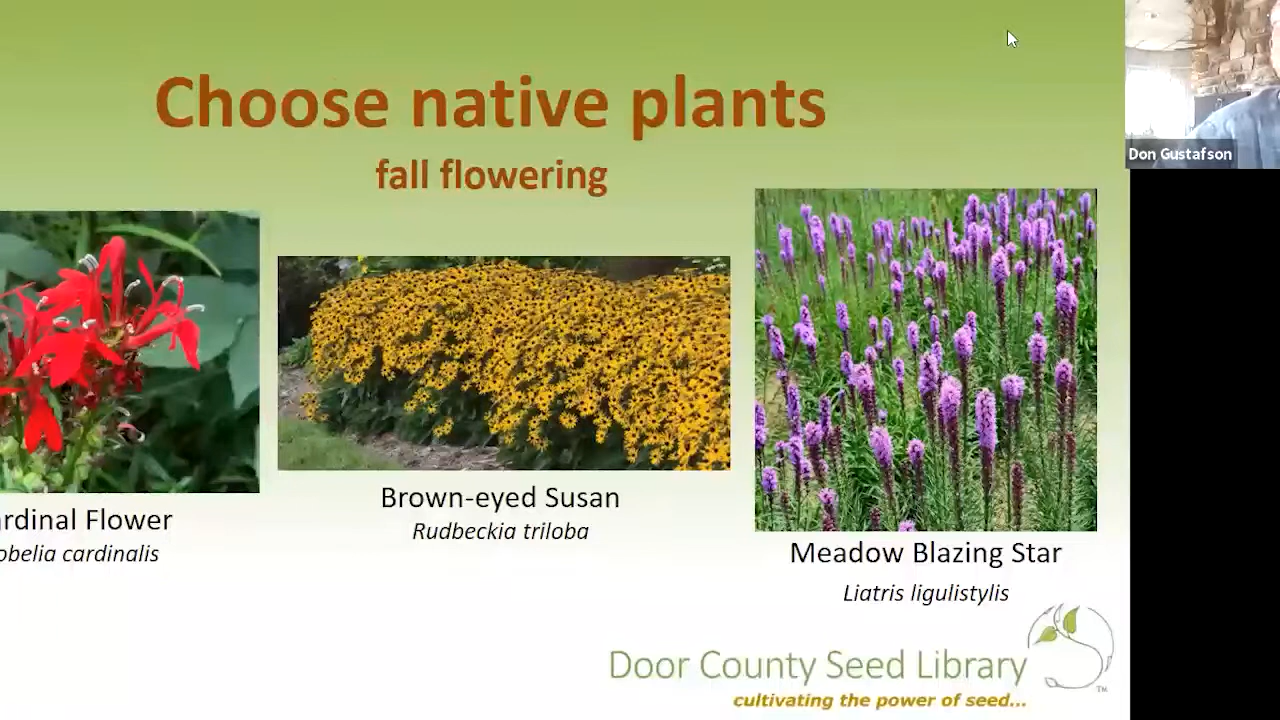 Choose native plants
fall flowering
Don Gustafson
rdinal Flower
obelia cardinalis
Brown-eyed Susan
Rudbeckia triloba
Meadow Blazing Star
Liatris ligulistylis
Door County Seed Library
TM
cultivating the power of seed...